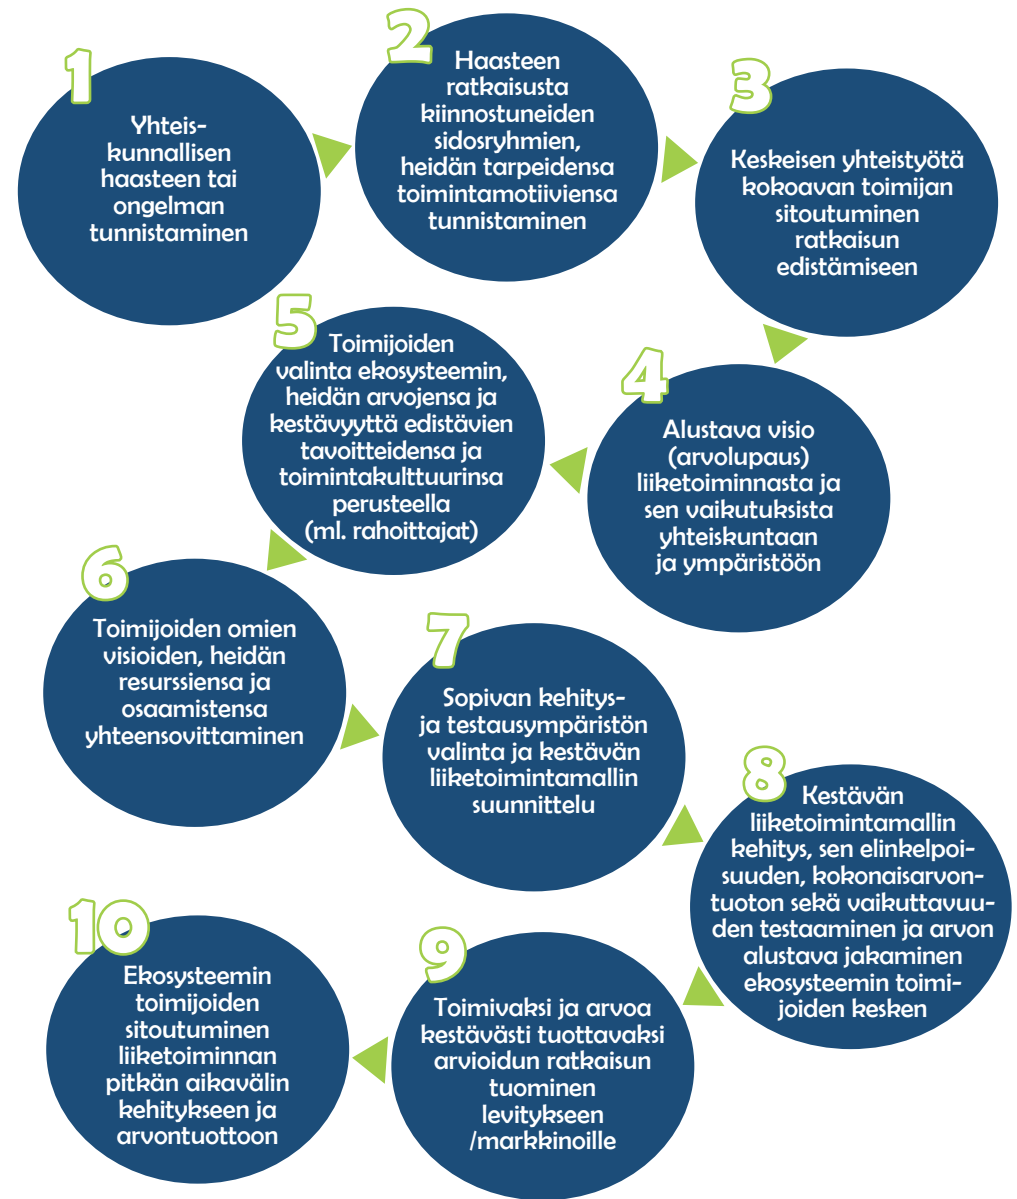 1
Yhteis-
kunnallisen
haasteen tai
ongelman
tunnistaminen
2
Haasteen
ratkaisusta
kiinnostuneiden
sidosryhmien,
heidän tarpeidensa
toimintamotiiviensa
tunnistaminen
3
Keskeisen yhteistyötä
kokoavan toimijan
sitoutuminen
ratkaisun
edistämiseen
4
Alustava visio
(arvolupaus)
liiketoiminnasta ja
sen vaikutuksista
yhteiskuntaan
ja ympäristöön
5
Toimijoiden
valinta ekosysteemin,
heidän arvojensa ja
kestävyyttä edistävien
tavoitteidensa ja
toimintakulttuurinsa
perusteella
(ml. rahoittajat)
6
Toimijoiden omien
visioiden, heidän
resurssiensa ja
osaamistensa
yhteensovittaminen
7
Sopivan kehitys-
ja testausympäristön
valinta ja kestävän
liiketoimintamallin
suunnittelu
8
Kestävän
liiketoimintamallin
kehitys, sen elinkelpoi-
suuden, kokonaisarvon-
tuoton sekä vaikuttavuu-
den testaaminen ja arvon
alustava jakaminen
ekosysteemin toimi-
joiden kesken
9
Toimivaksi ja arvoa
kestävästi tuottavaksi
arvioidun ratkaisun
tuominen
levitykseen
/markkinoille
10
Ekosysteemin
toimijoiden
sitoutuminen
liiketoiminnan
pitkän aikavälin
kehitykseen ja
arvontuottoon